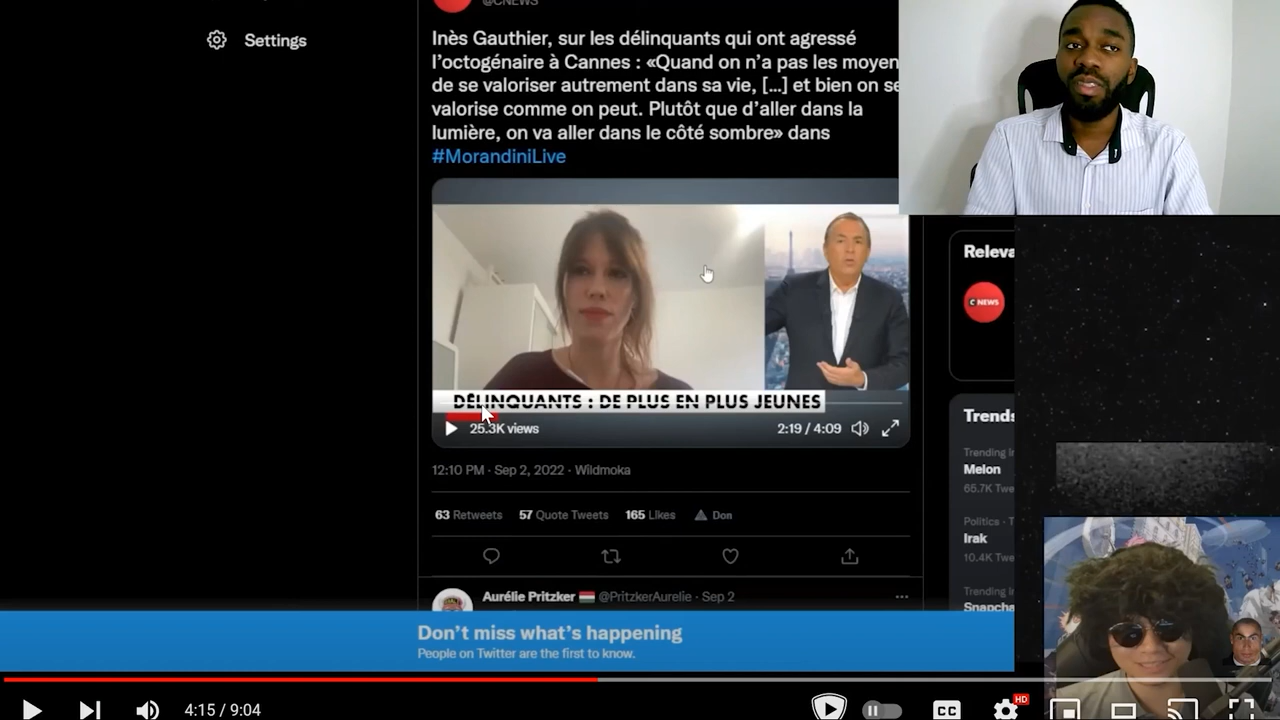 @CNEWS
Settings
Inès Gauthier, sur les délinquants qui ont agressé
l'octogénaire à Cannes : «Quand on n'a pas les moyen
de se valoriser autrement dans sa vie, [...] et bien on se
valorise comme on peut. Plutôt que d'aller dans la
lumière, on va aller dans le côté sombre» dans
#MorandiniLive
DÉLINQUANTS : DE PLUS EN PLUS JEUNES
25.3K views
2:19 / 4:09
12:10 PM · Sep 2, 2022 · Wildmoka
63 Retweets 57 Quote Tweets 165 Likes Don
Aurélie Pritzker @PritzkerAurelie · Sep 2
Releva
C NEWS
Trends
Trending in
Melon
65.7K Twe
Politics · T
Irak
10.4K Twe
Trending in
Snapcha
Don't miss what's happening
People on Twitter are the first to know.
4:15 / 9:04
CC
HD